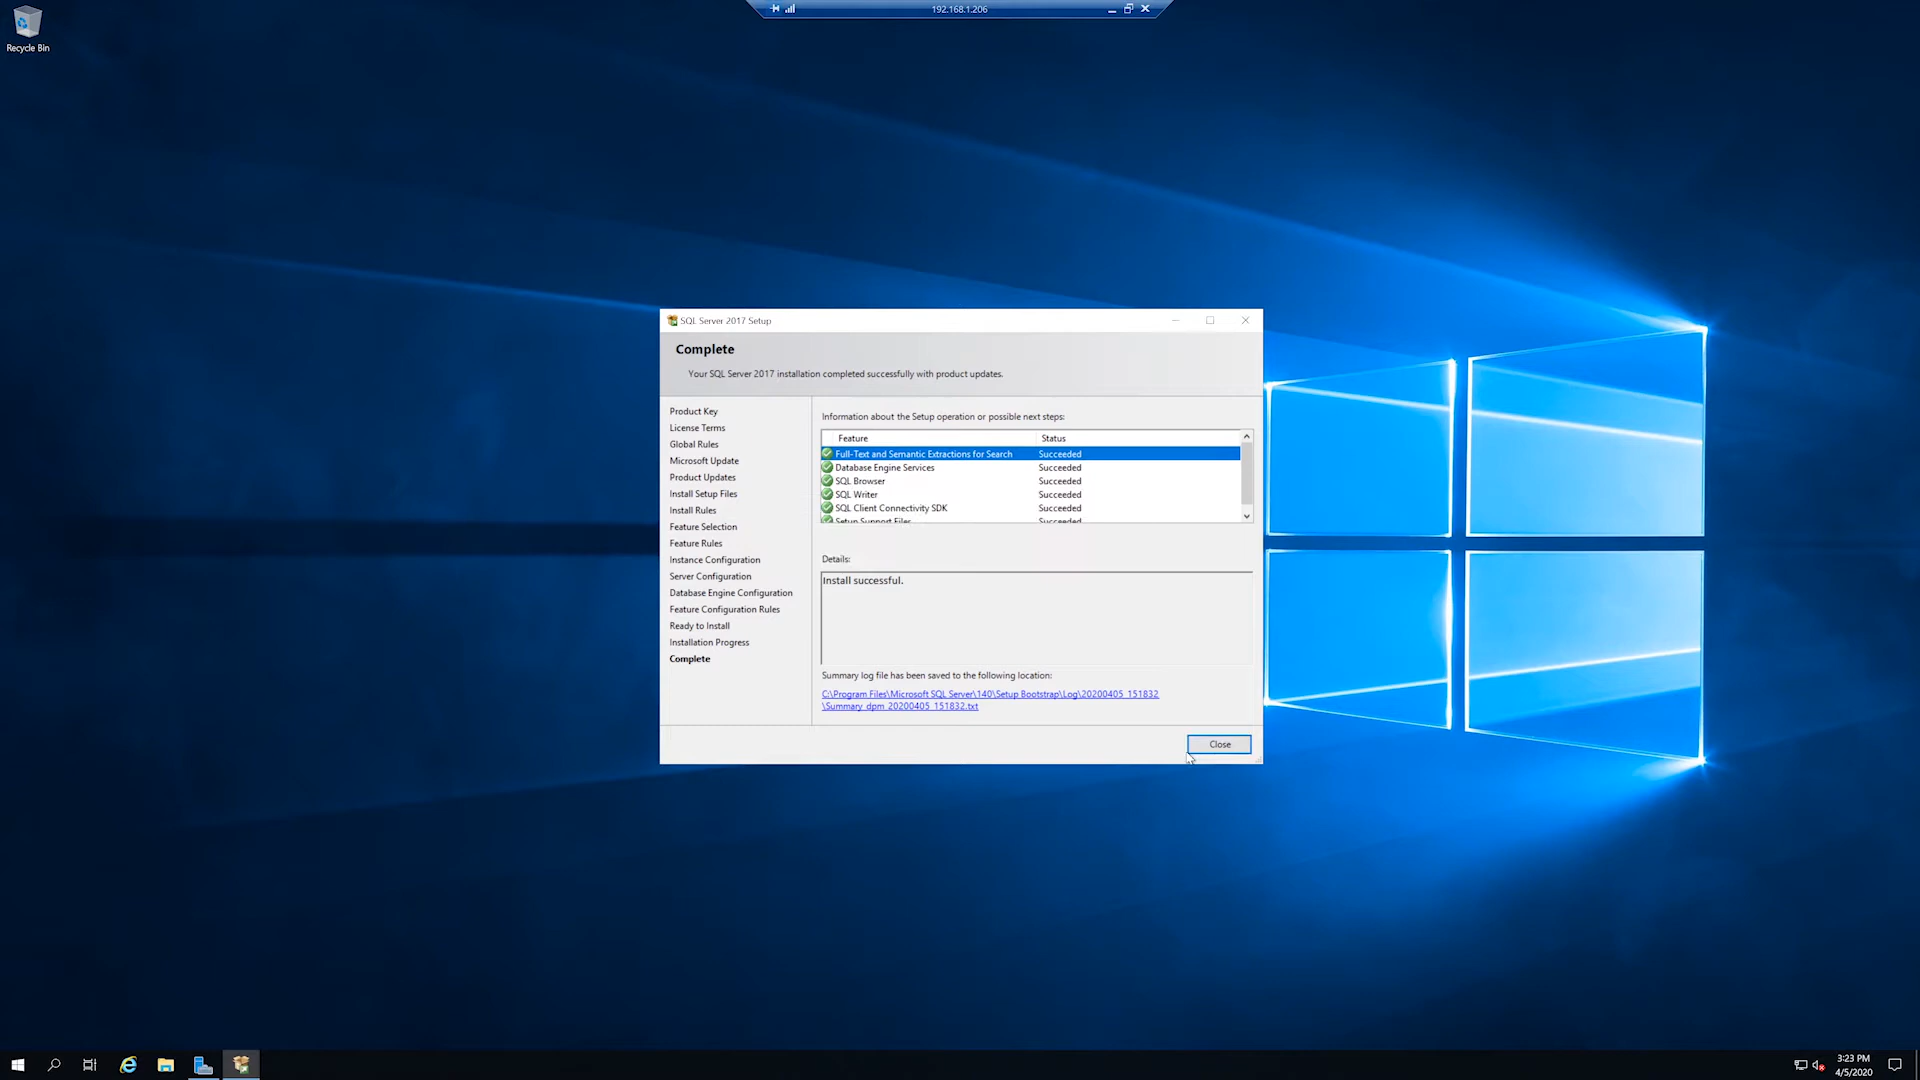 192.168.1.206
Recycle Bin
SQL Server 2017 Setup
Complete
Your SQL Server 2017 installation completed successfully with product updates.
Product Key
License Terms
Global Rules
Microsoft Update
Product Updates
Install Setup Files
Install Rules
Feature Selection
Feature Rules
Instance Configuration
Server Configuration
Database Engine Configuration
Feature Configuration Rules
Ready to Install
Installation Progress
Complete
Information about the Setup operation or possible next steps:
Feature Status
Full-Text and Semantic Extractions for Search Succeeded
Database Engine Services Succeeded
SQL Browser Succeeded
SQL Writer Succeeded
SQL Client Connectivity SDK Succeeded
Setup Support Files Succeeded
Details:
Install successful.
Summary log file has been saved to the following location:
C:\Program Files\Microsoft SQL Server\140\Setup Bootstrap\Log\20200405_151832
\Summary_dpm_20200405_151832.txt
Close
3:23 PM
4/5/2020